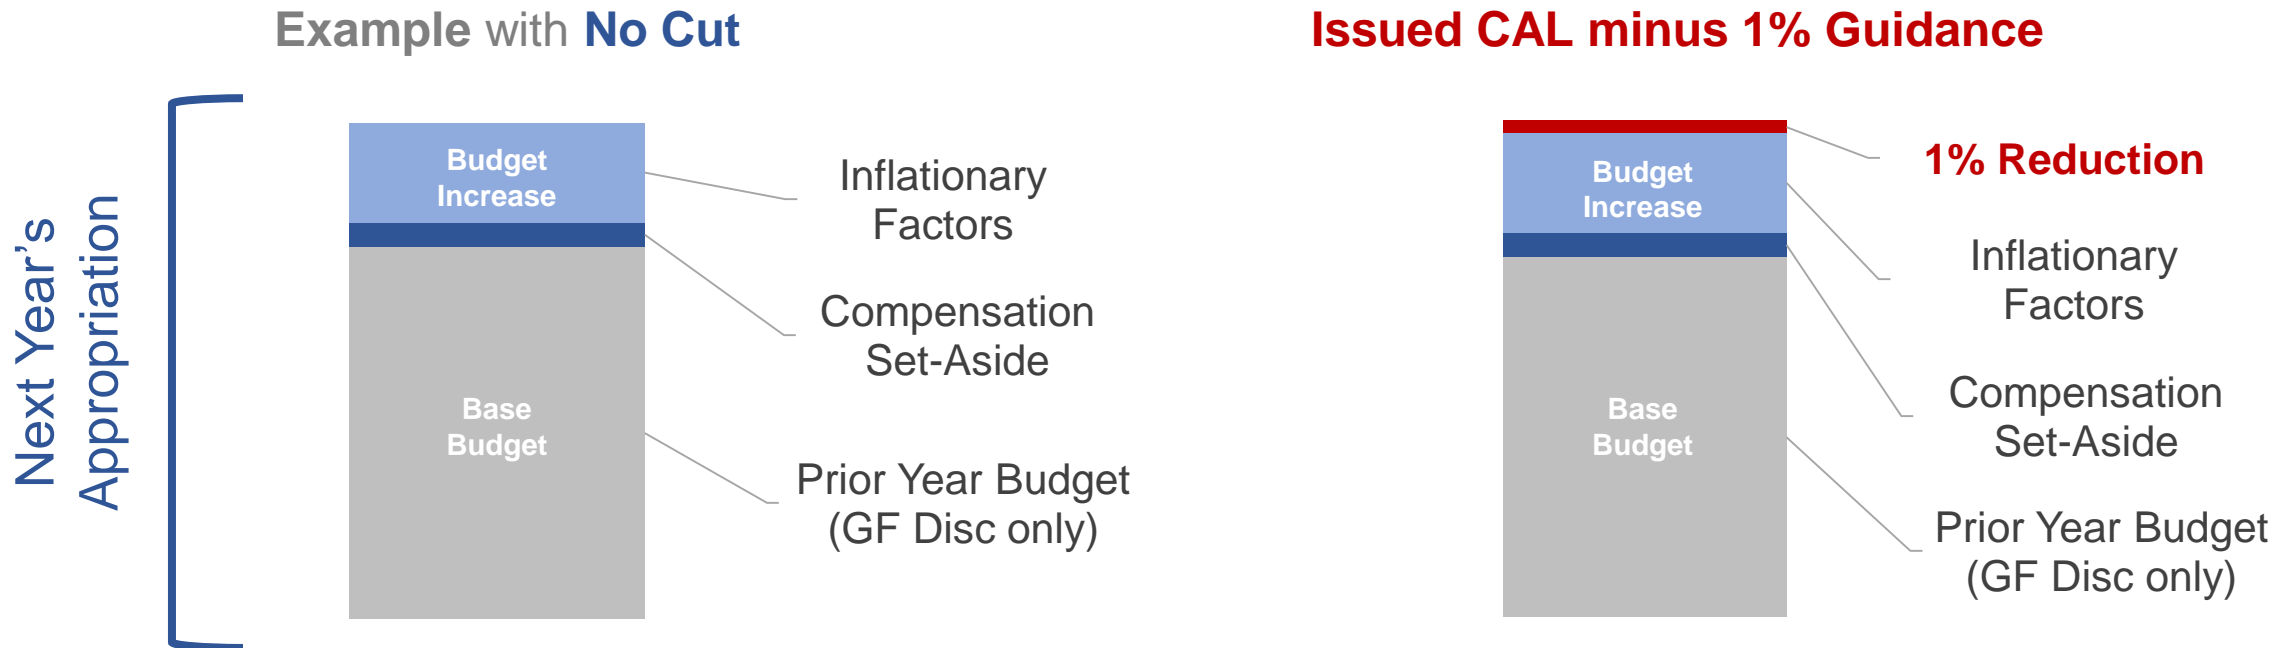 Example with No Cut
Next Year’s
Appropriation
Budget
Increase
Base
Budget
Inflationary
Factors
Compensation
Set-Aside
Prior Year Budget
(GF Disc only)
Issued CAL minus 1% Guidance
Budget
Increase
Base
Budget
1% Reduction
Inflationary
Factors
Compensation
Set-Aside
Prior Year Budget
(GF Disc only)